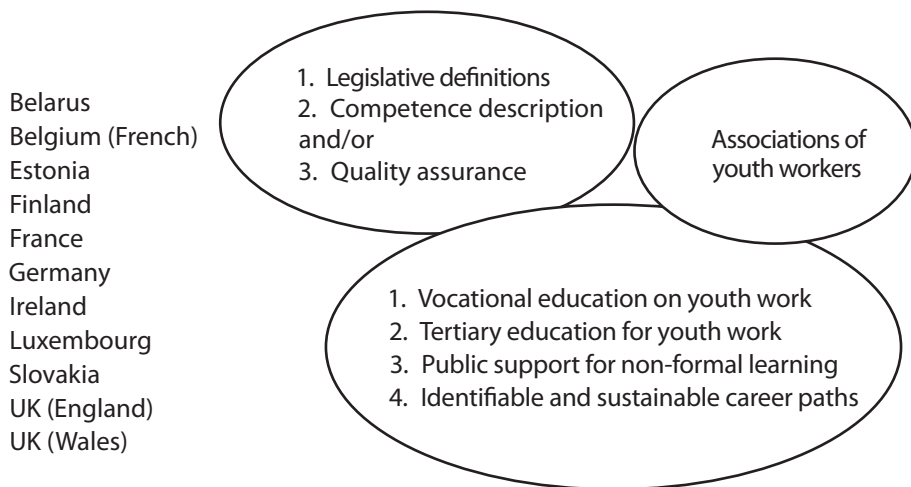 Belarus
Belgium (French)
Estonia
Finland
France
Germany
Ireland
Luxembourg
Slovakia
UK (England)
UK (Wales)
1. Legislative definitions
2. Competence description
and/or
3. Quality assurance
Associations of
youth workers
1. Vocational education on youth work
2. Tertiary education for youth work
3. Public support for non-formal learning
4. Identifiable and sustainable career paths